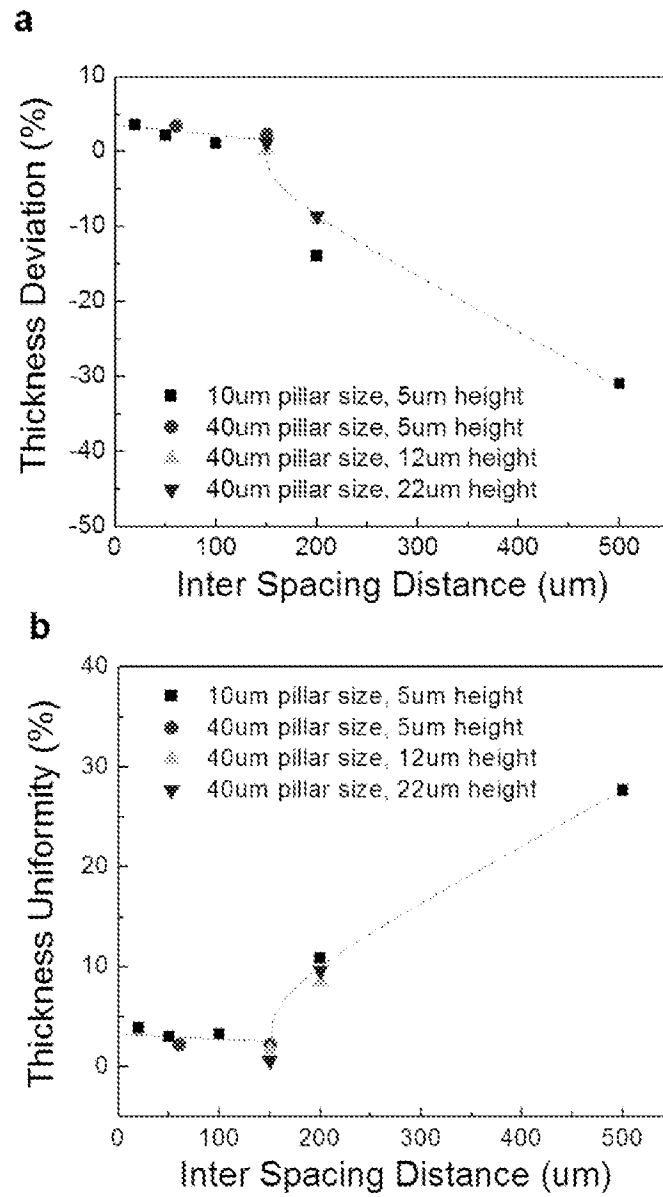 a
Thickness Deviation (%)
10
0
-10
-20
-30
-40
-50
10um pillar size, 5um height
40um pillar size, 5um height
40um pillar size, 12um height
40um pillar size, 22um height
0 100 200 300 400 500
Inter Spacing Distance (um)
b
Thickness Uniformity (%)
40
30
20
10
0
10um pillar size, 5um height
40um pillar size, 5um height
40um pillar size, 12um height
40um pillar size, 22um height
0 100 200 300 400 500
Inter Spacing Distance (um)